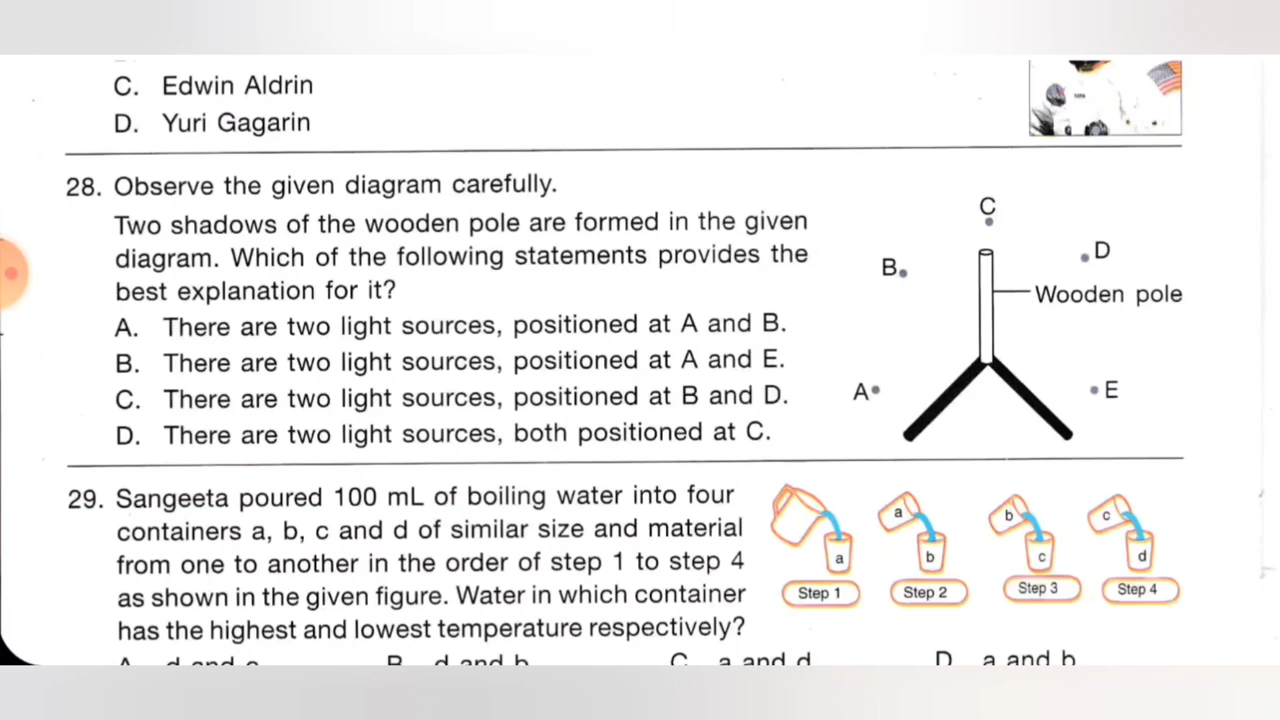 C. Edwin Aldrin
D. Yuri Gagarin
28. Observe the given diagram carefully.
Two shadows of the wooden pole are formed in the given
diagram. Which of the following statements provides the
best explanation for it?
A. There are two light sources, positioned at A and B.
B. There are two light sources, positioned at A and E.
C. There are two light sources, positioned at B and D.
D. There are two light sources, both positioned at C.
C
B
D
Wooden pole
A
E
29. Sangeeta poured 100 mL of boiling water into four
containers a, b, c and d of similar size and material
from one to another in the order of step 1 to step 4
as shown in the given figure. Water in which container
has the highest and lowest temperature respectively?
a b c
a b c d
Step 1 Step 2 Step 3 Step 4
A d and c B d and b C a and d D a and b